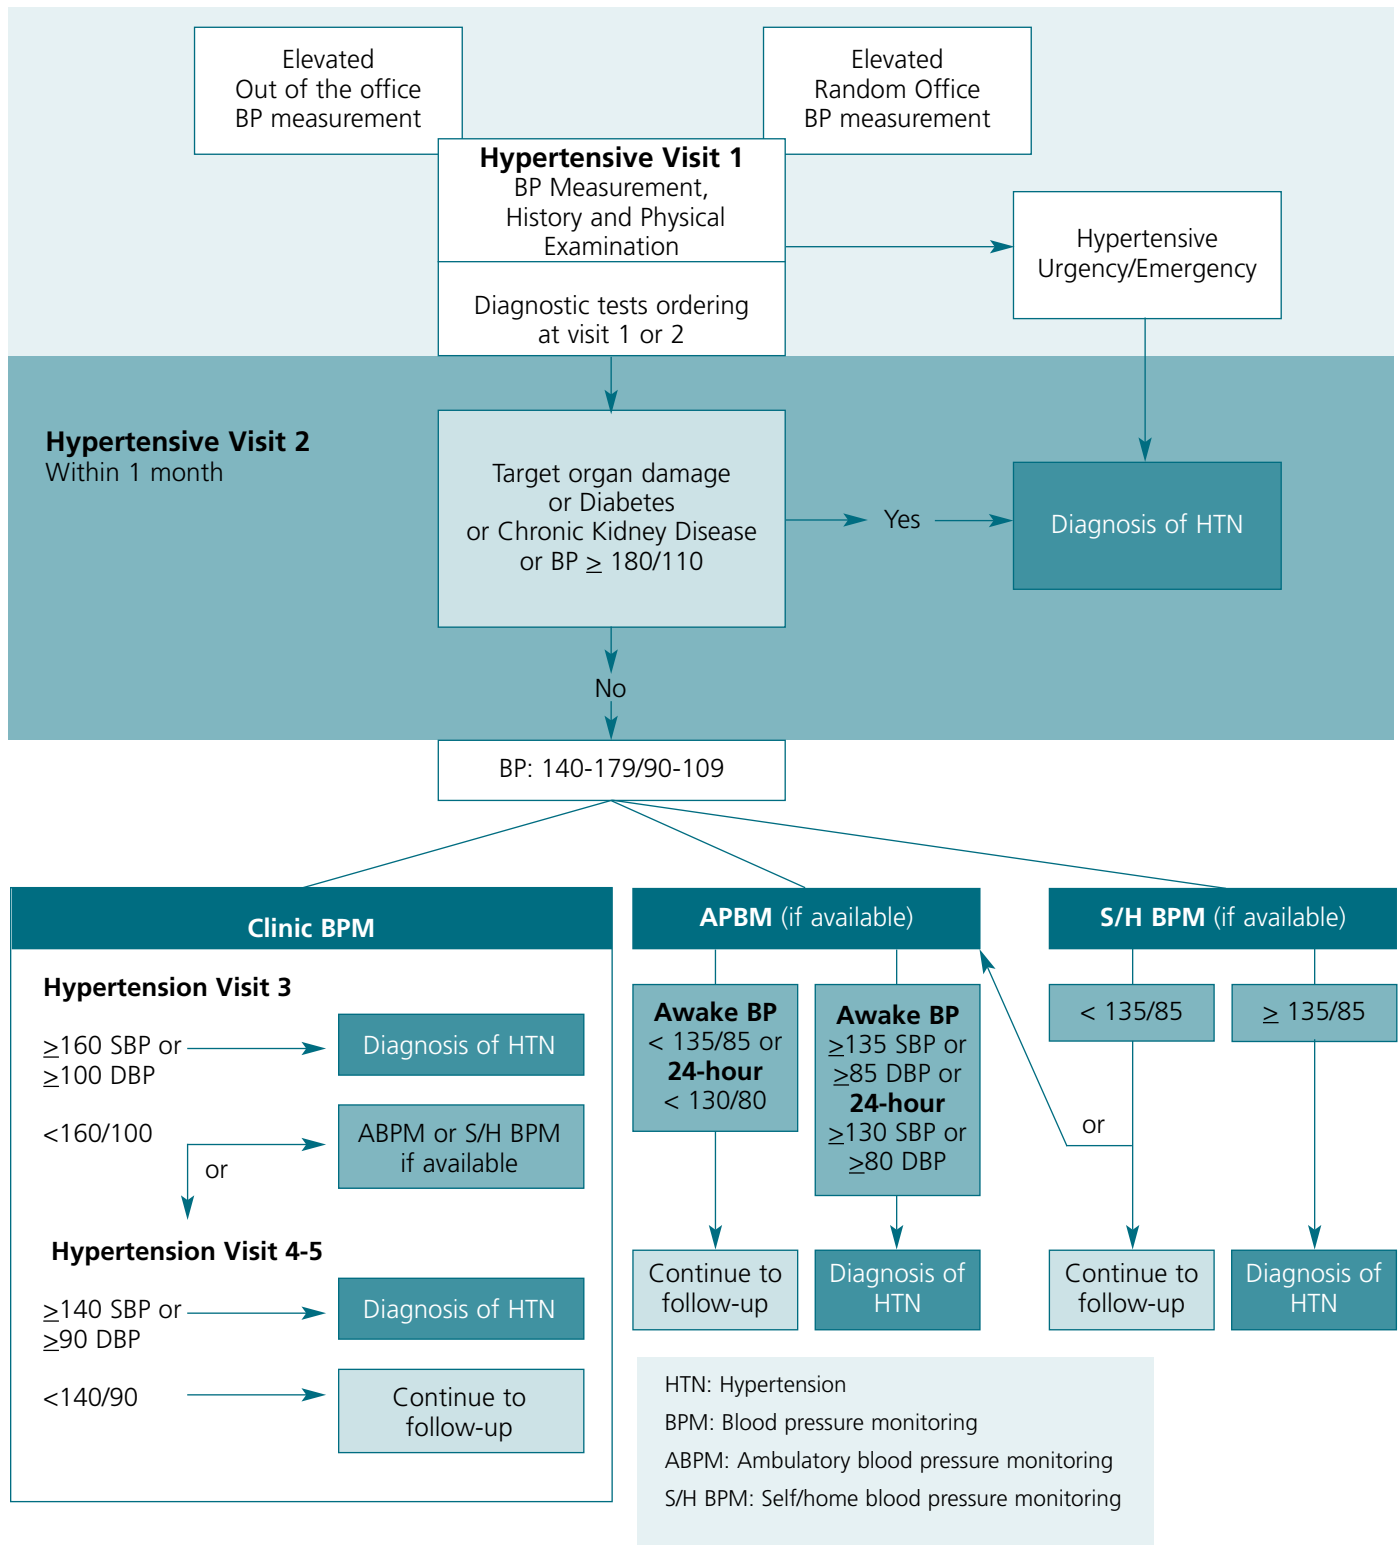 Elevated
Out of the office
BP measurement
Elevated
Random Office
BP measurement
Hypertensive Visit 1
BP Measurement,
History and Physical
Examination
Diagnostic tests ordering
at visit 1 or 2
Hypertensive
Urgency/Emergency
Hypertensive Visit 2
Within 1 month
Target organ damage
or Diabetes
or Chronic Kidney Disease
or BP ≥ 180/110
Yes
Diagnosis of HTN
No
BP: 140-179/90-109
Clinic BPM
Hypertension Visit 3
≥160 SBP or
≥100 DBP
Diagnosis of HTN
<160/100
ABPM or S/H BPM
if available
or
Hypertension Visit 4-5
≥140 SBP or
≥90 DBP
Diagnosis of HTN
<140/90
Continue to
follow-up
APBM (if available)
Awake BP
< 135/85 or
24-hour
< 130/80
Awake BP
≥135 SBP or
≥85 DBP or
24-hour
≥130 SBP or
≥80 DBP
Continue to
follow-up
Diagnosis of
HTN
S/H BPM (if available)
< 135/85
≥ 135/85
or
Continue to
follow-up
Diagnosis of
HTN
HTN: Hypertension
BPM: Blood pressure monitoring
ABPM: Ambulatory blood pressure monitoring
S/H BPM: Self/home blood pressure monitoring